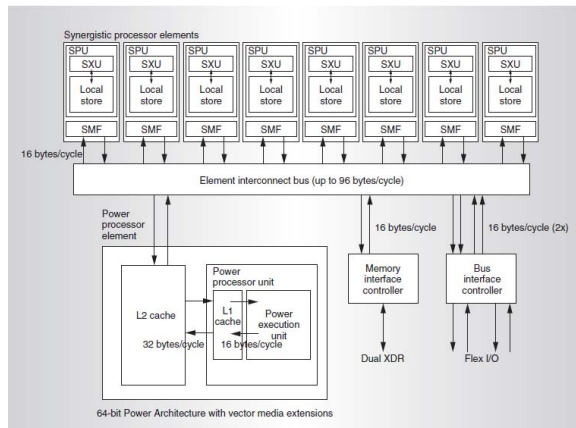 Synergistic processor elements
SPU SPU SPU SPU SPU SPU SPU SPU
SXU SXU SXU SXU SXU SXU SXU SXU
Local Local Local Local Local Local Local Local
store store store store store store store store
SMF SMF SMF SMF SMF SMF SMF SMF
16 bytes/cycle
Element interconnect bus (up to 96 bytes/cycle)
Power
processor
element
16 bytes/cycle
16 bytes/cycle (2x)
Power
processor unit
L2 cache
L1
cache
Power
execution
unit
32 bytes/cycle
16 bytes/cycle
Memory
interface
controller
Bus
interface
controller
Dual XDR
Flex I/O
64-bit Power Architecture with vector media extensions